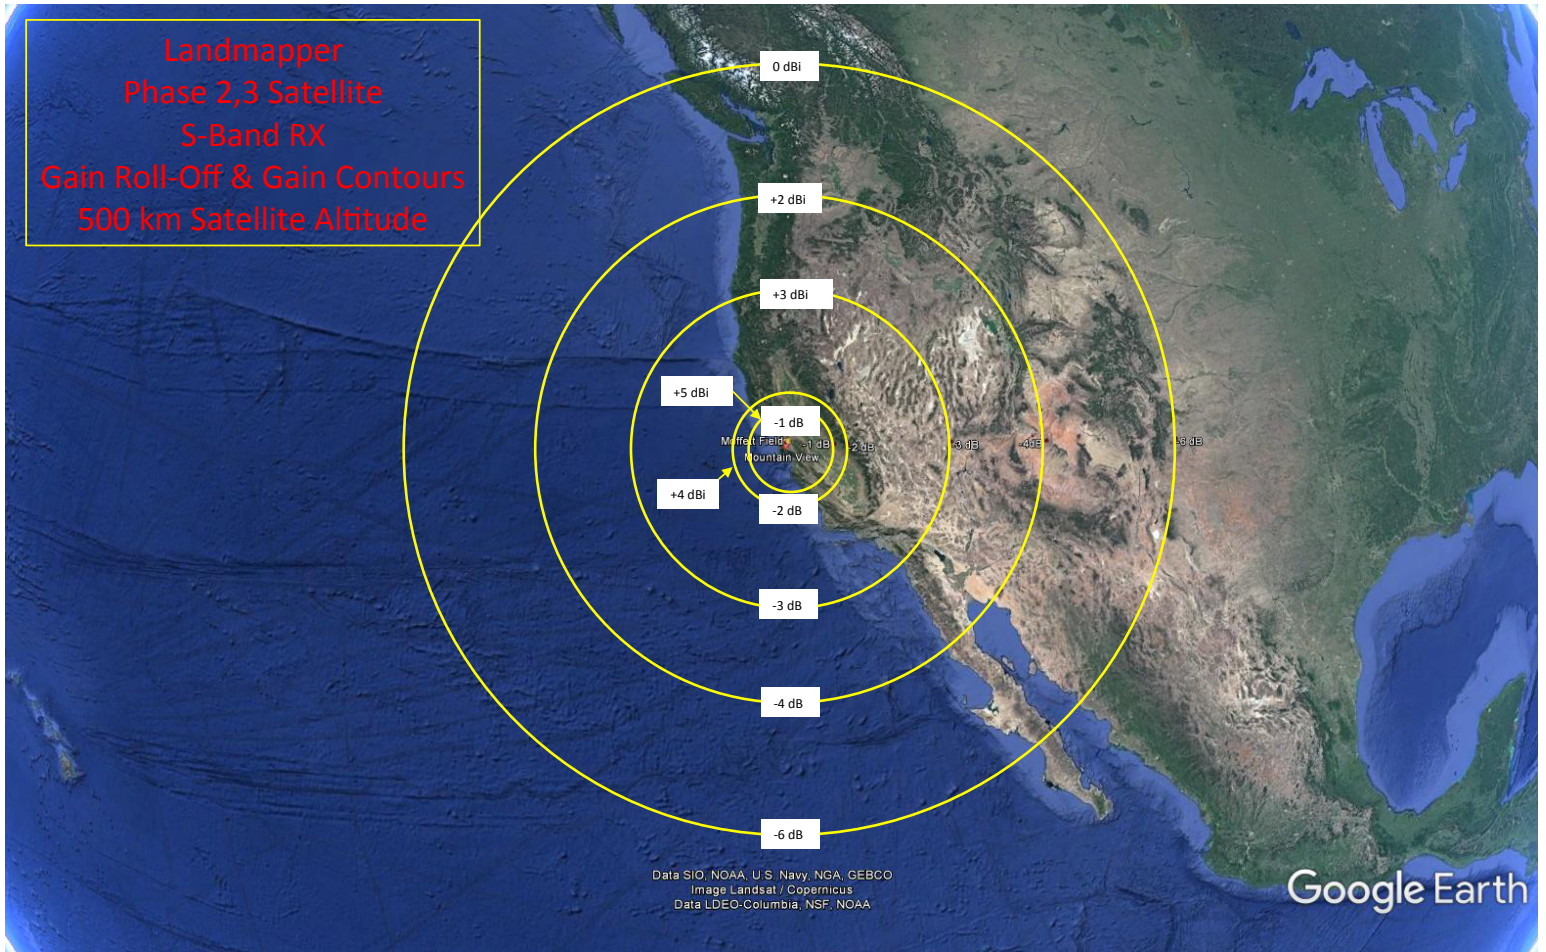 Landmapper
Phase 2,3 Satellite
S-Band RX
Gain Roll-Off & Gain Contours
500 km Satellite Altitude
0 dBi
+2 dBi
+3 dBi
+5 dBi
-1 dB
Moffett Field
-1 dB
-2 dB
-3 dB
-4dB
-6 dB
Mountain View
+4 dBi
-2 dB
-3 dB
-4 dB
-6 dB
Data SIO, NOAA, U.S. Navy, NGA, GEBCO
Image Landsat / Copernicus
Data LDEO-Columbia, NSF, NOAA
Google Earth